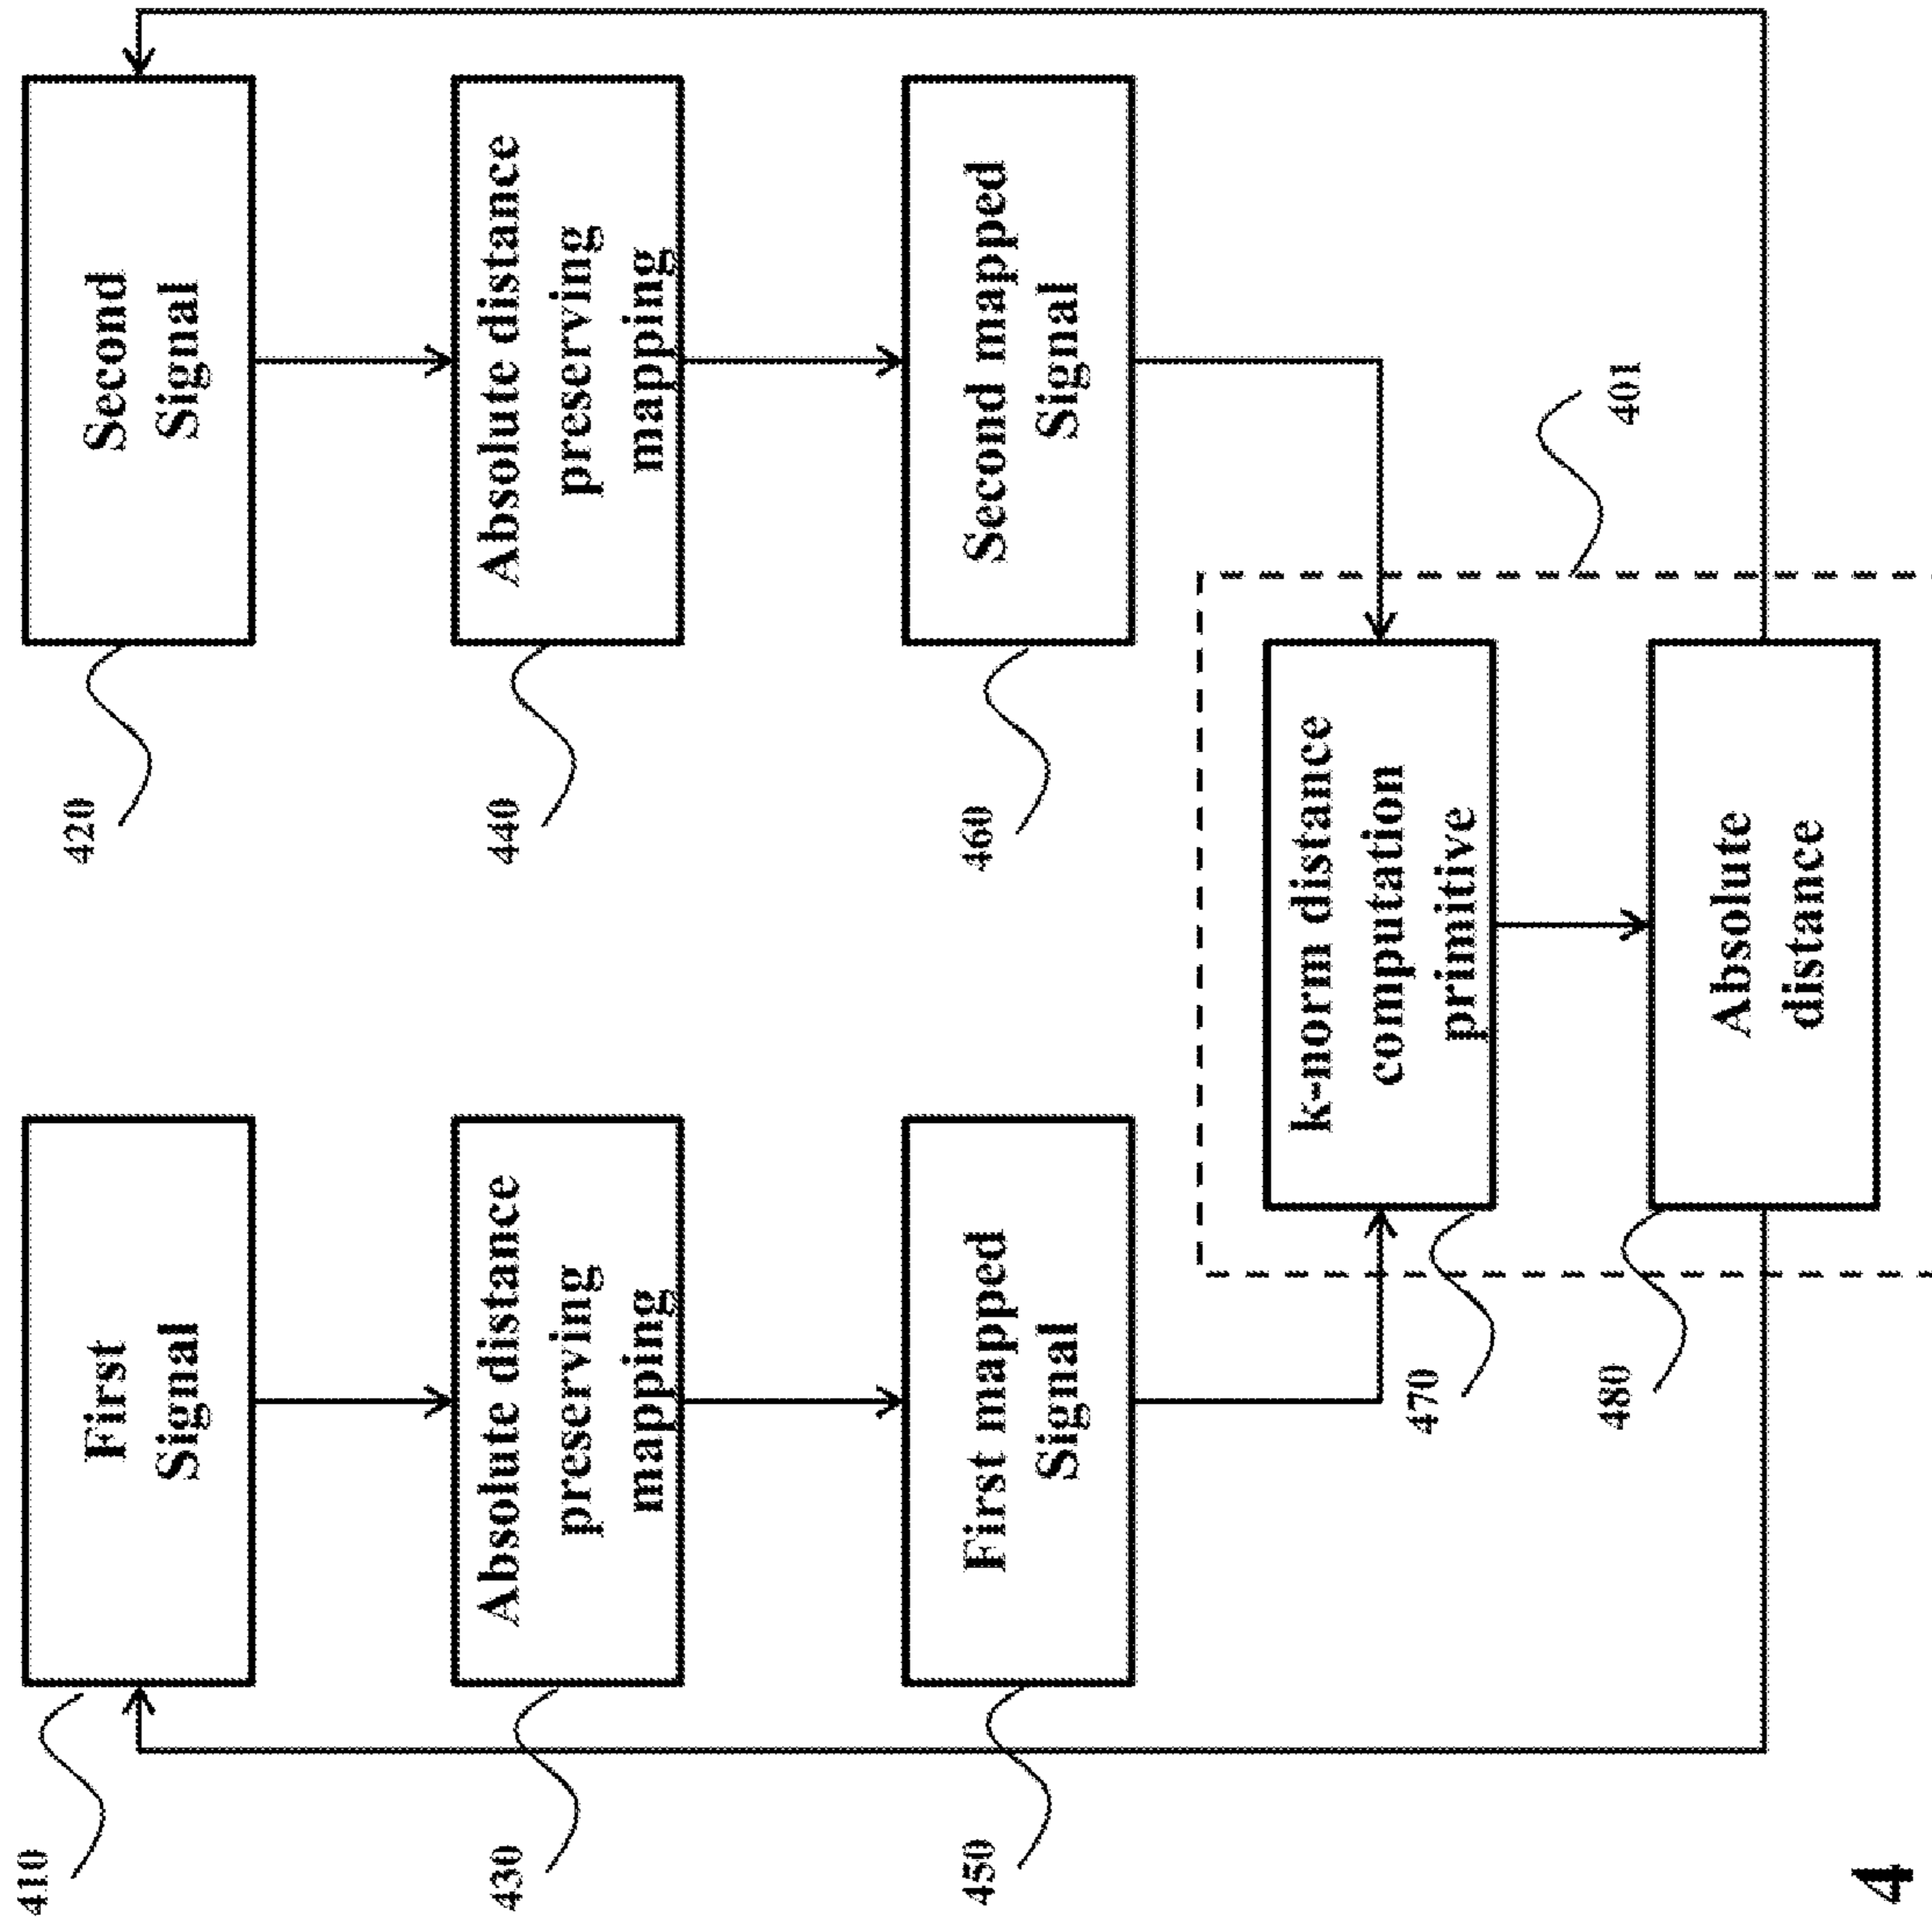 410
First
Signal
420
Second
Signal
430
Absolute distance
preserving
mapping
440
Absolute distance
preserving
mapping
450
First mapped
Signal
460
Second mapped
Signal
470
k-norm distance
computation
primitive
401
480
Absolute
distance
4